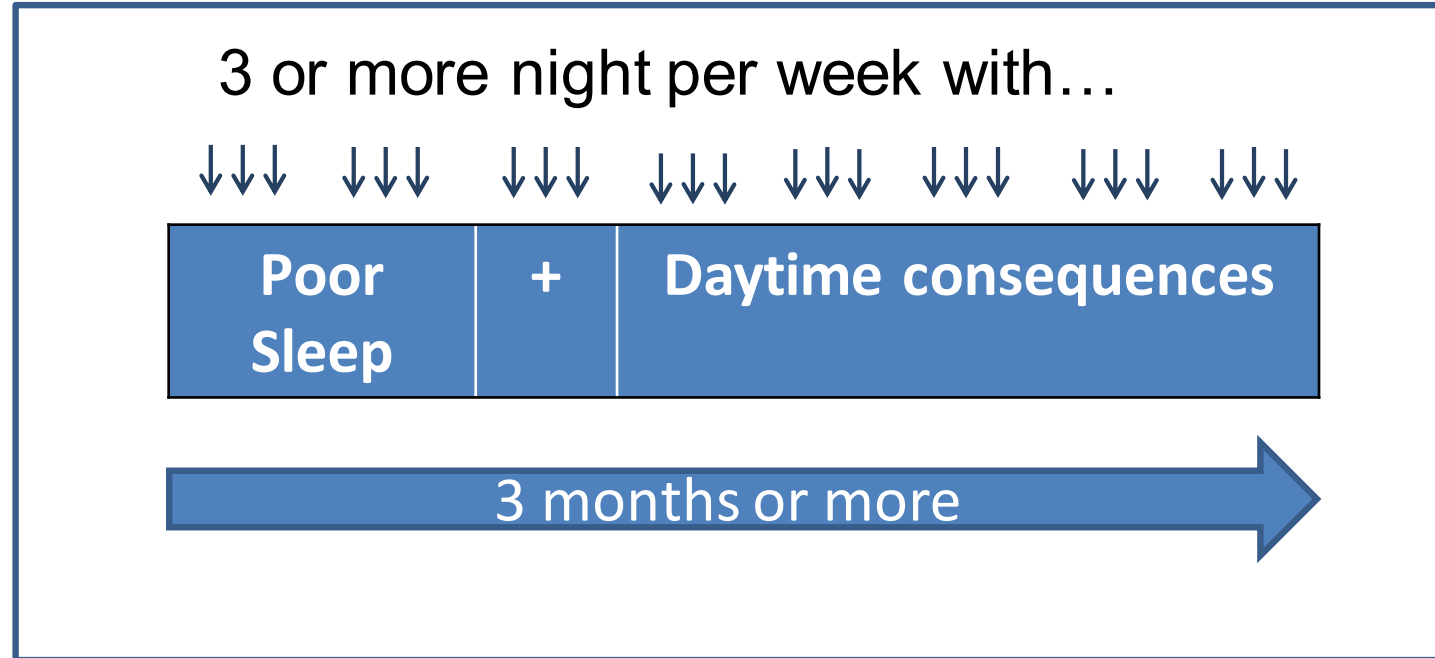 3 or more night per week with…
Poor
Sleep
+
Daytime consequences
3 months or more